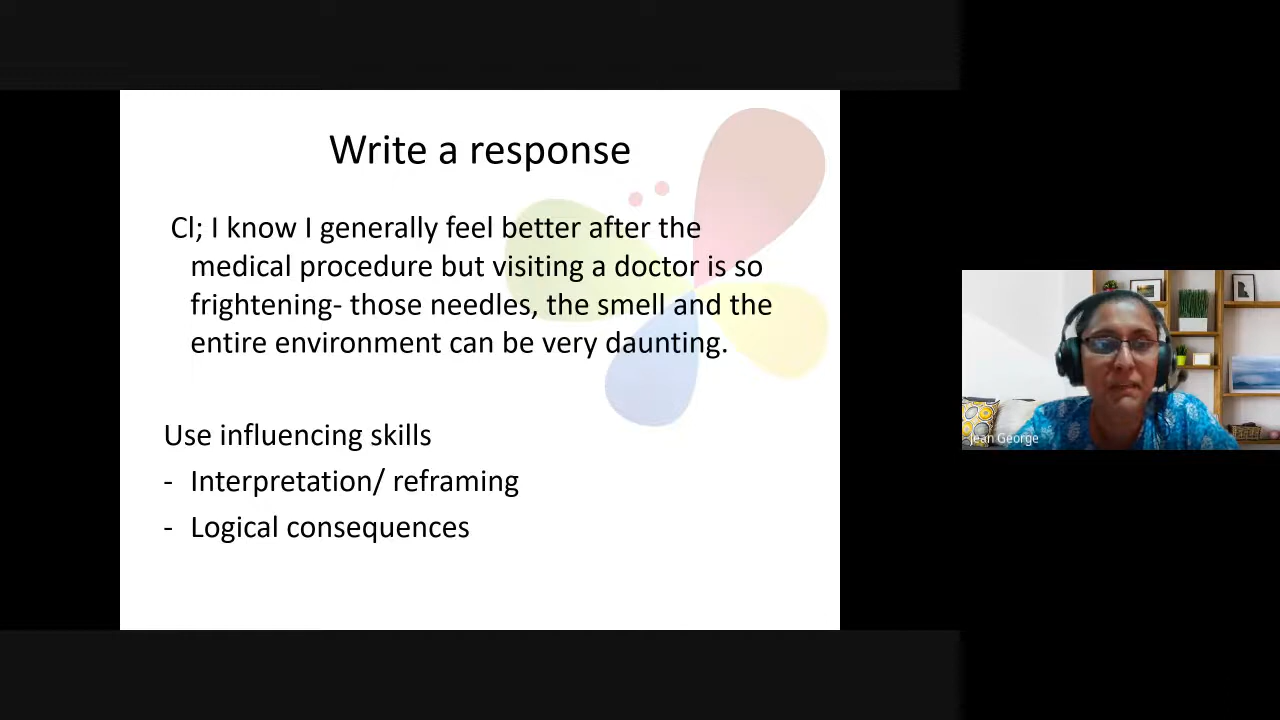 Write a response
Cl; I know I generally feel better after the
medical procedure but visiting a doctor is so
frightening- those needles, the smell and the
entire environment can be very daunting.
Use influencing skills
- Interpretation/ reframing
- Logical consequences
Jean George